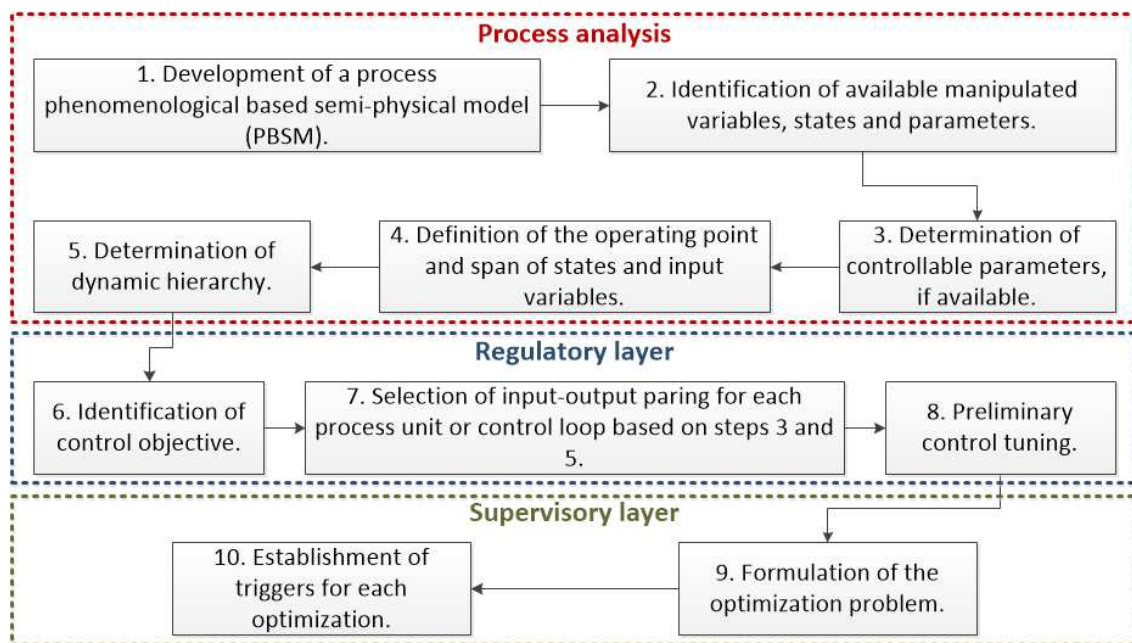 Process analysis
1. Development of a process
phenomenological based semi-physical model
(PBSM).
2. Identification of available manipulated
variables, states and parameters.
3. Determination of
controllable parameters,
if available.
4. Definition of the operating point
and span of states and input
variables.
5. Determination of
dynamic hierarchy.
Regulatory layer
6. Identification of
control objective.
7. Selection of input-output paring for each
process unit or control loop based on steps 3 and
5.
8. Preliminary
control tuning.
Supervisory layer
9. Formulation of the
optimization problem.
10. Establishment of
triggers for each
optimization.